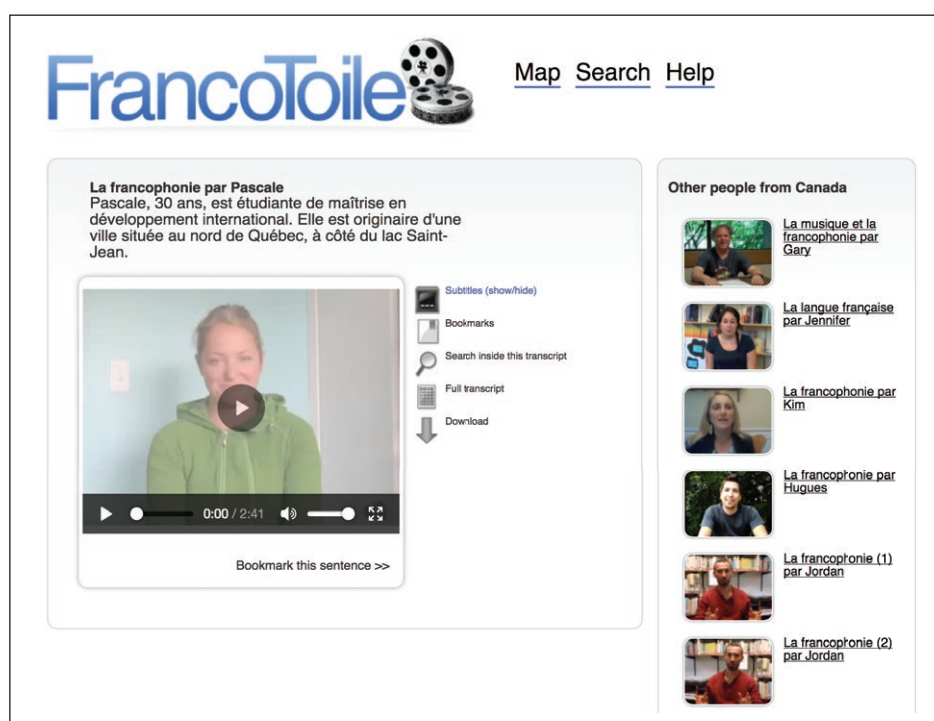 FrancoToile
Map Search Help
La francophonie par Pascale
Pascale, 30 ans, est étudiante de maîtrise en
développement international. Elle est originaire d'une
ville située au nord de Québec, à côté du lac Saint-
Jean.
Subtitles (show/hide)
Bookmarks
Search inside this transcript
Full transcript
Download
0:00 / 2:41
Bookmark this sentence >>
Other people from Canada
La musique et la
francophonie par
Gary
La langue française
par Jennifer
La francophonie par
Kim
La francophonie par
Hugues
La francophonie (1)
par Jordan
La francophonie (2)
par Jordan